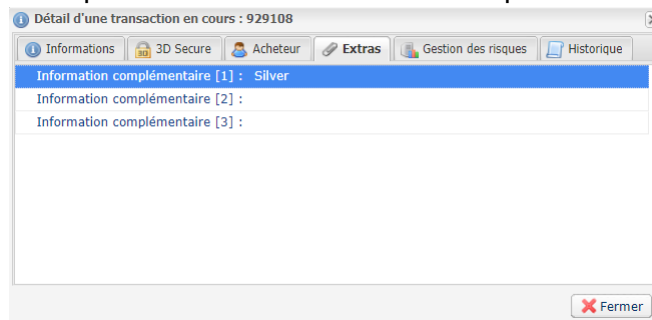 Détail d'une transaction en cours : 929108
Informations 3D Secure Acheteur Extras Gestion des risques Historique
Information complémentaire [1] : Silver
Information complémentaire [2] :
Information complémentaire [3] :
Fermer